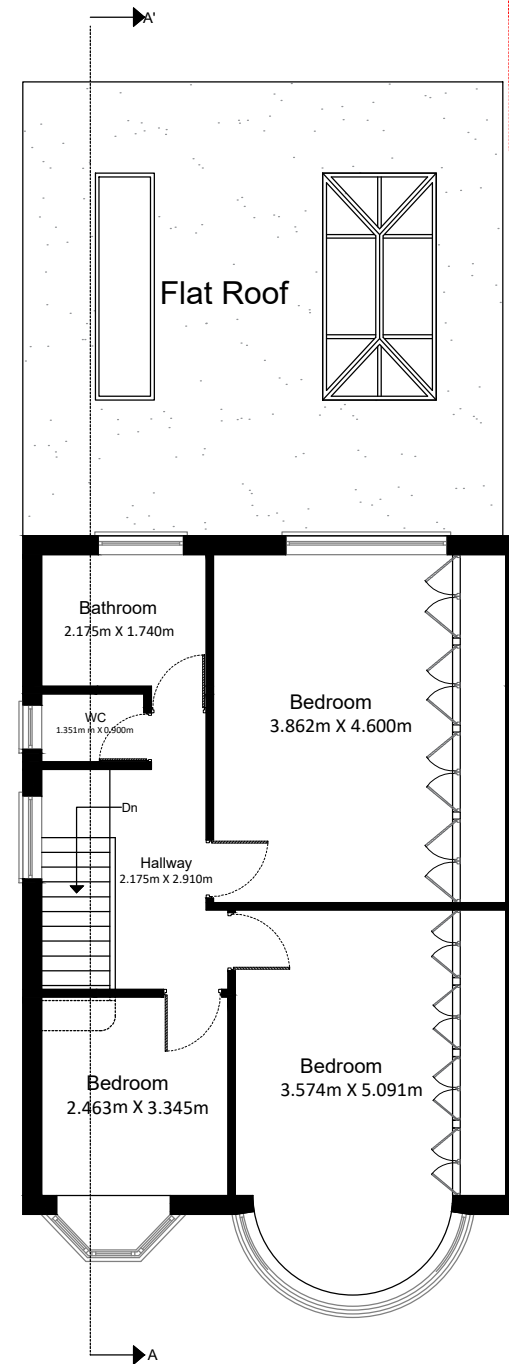 A'
Flat Roof
Bathroom
2.175m X 1.740m
WC
1.351m m X 0.900m
Bedroom
3.862m X 4.600m
Dn
Hallway
2.175m X 2.910m
Bedroom
3.574m X 5.091m
Bedroom
2.463m X 3.345m
A